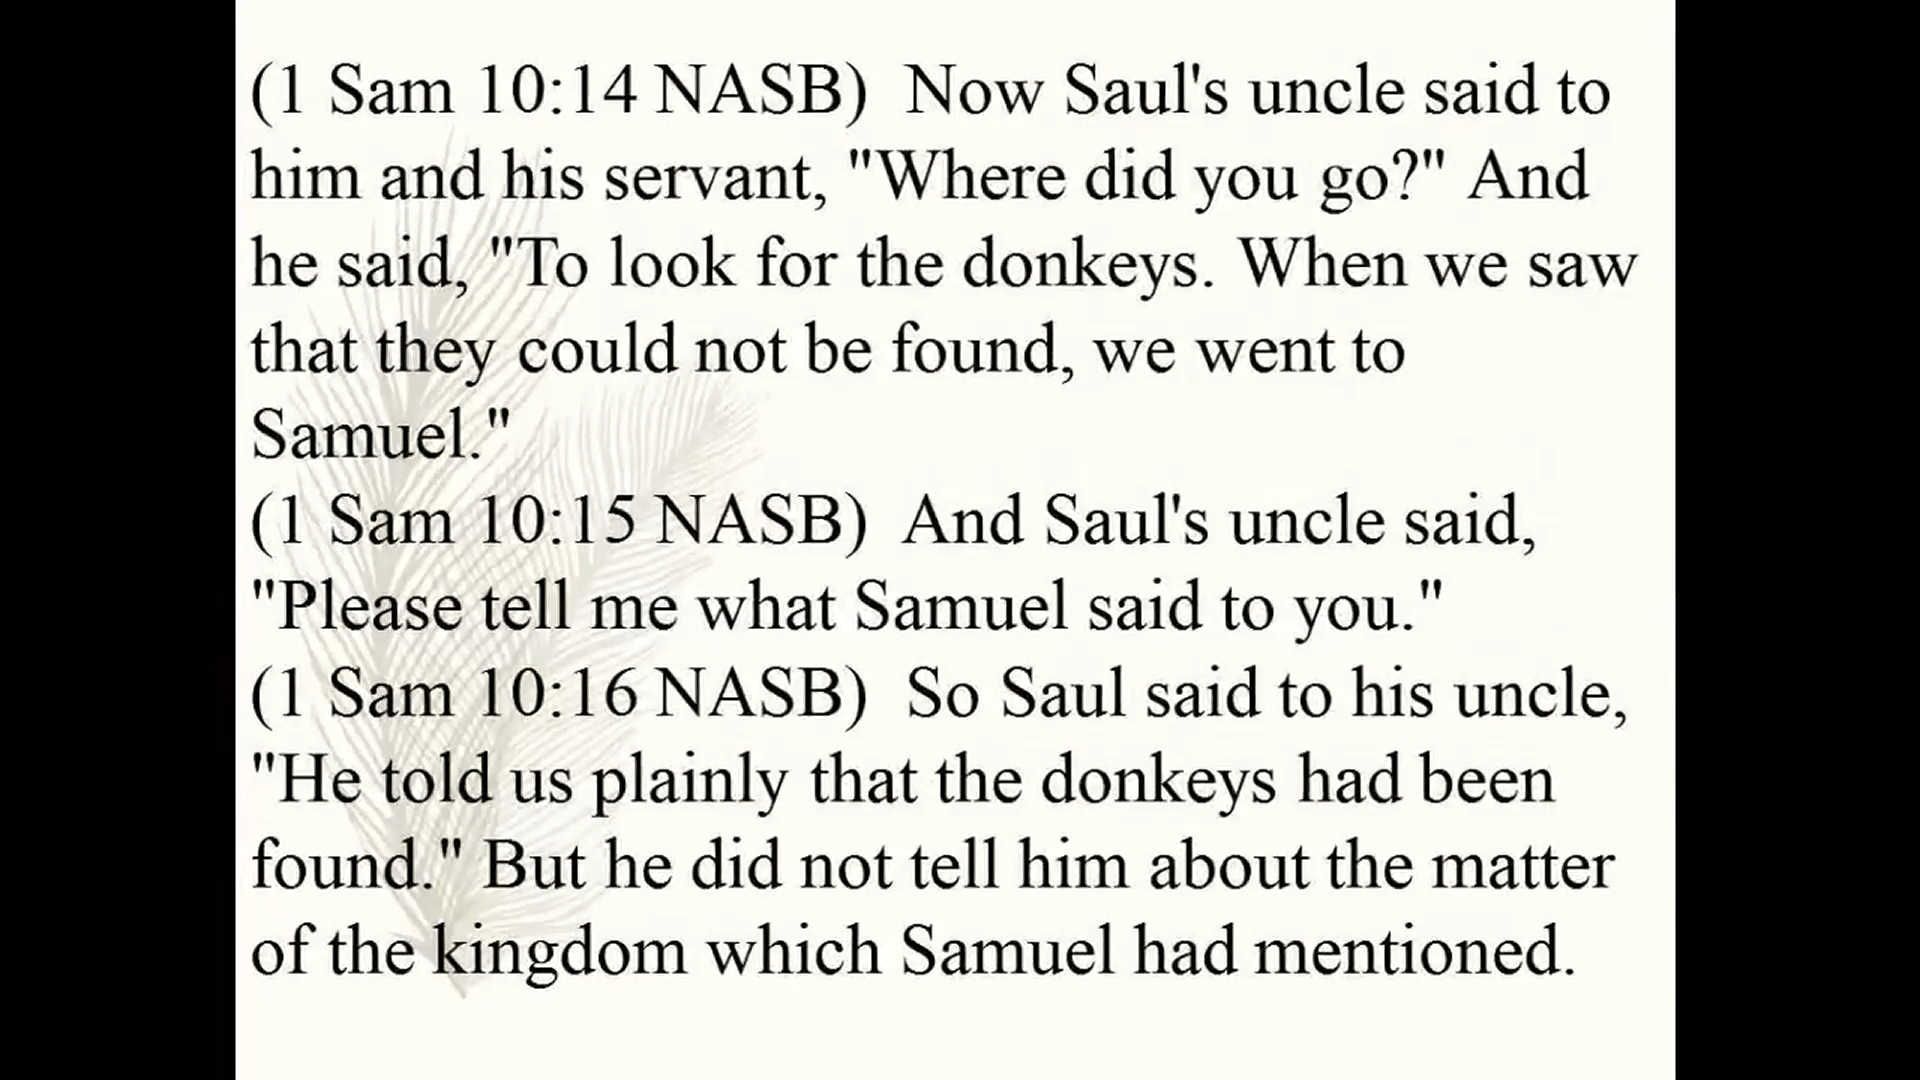 (1 Sam 10:14 NASB)  Now Saul's uncle said to
him and his servant, "Where did you go?" And
he said, "To look for the donkeys. When we saw
that they could not be found, we went to
Samuel."
(1 Sam 10:15 NASB)  And Saul's uncle said,
"Please tell me what Samuel said to you."
(1 Sam 10:16 NASB)  So Saul said to his uncle,
"He told us plainly that the donkeys had been
found." But he did not tell him about the matter
of the kingdom which Samuel had mentioned.